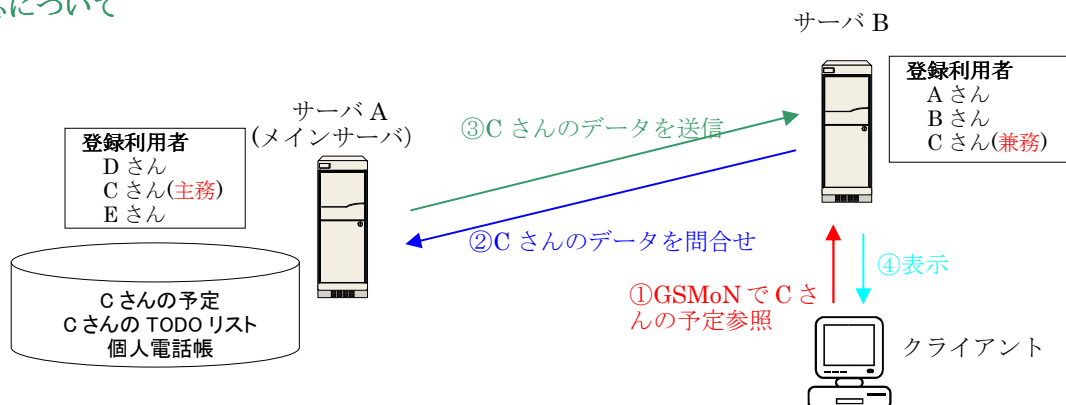 について
サーバ B
登録利用者
A さん
B さん
C さん(兼務)
サーバ A
(メインサーバ)
登録利用者
D さん
C さん(主務)
E さん
③C さんのデータを送信
②C さんのデータを問合せ
①GSMoN で C さ
んの予定参照
④表示
C さんの予定
C さんの TODO リスト
個人電話帳
クライアント